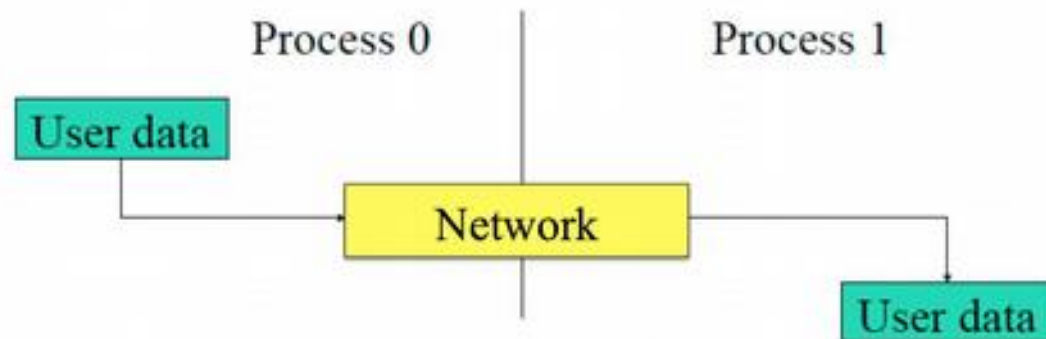 Process 0
Process 1
User data
Network
User data